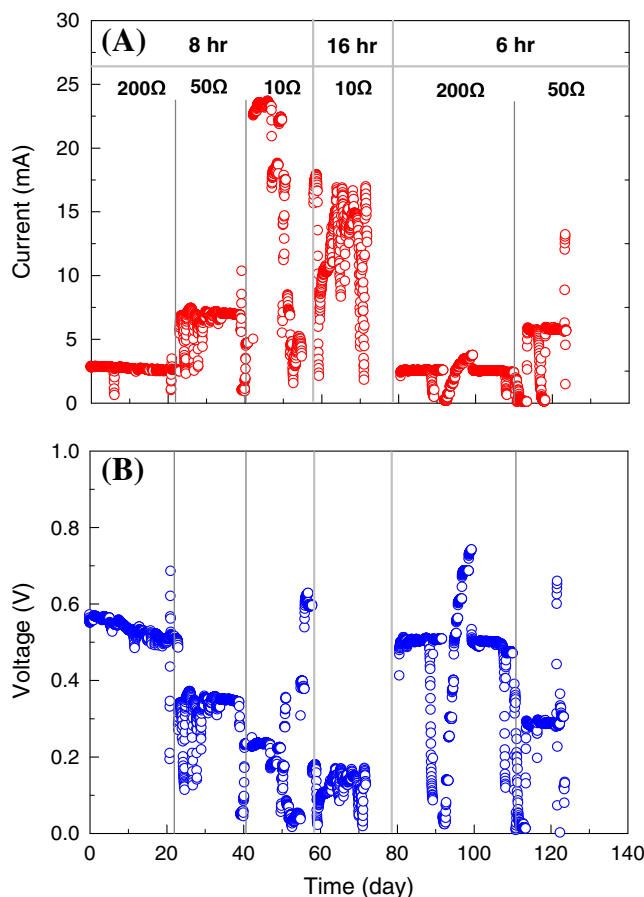 (A)
8 hr 16 hr 6 hr
200Ω 50Ω 10Ω 10Ω 200Ω 50Ω
30
25
20
15
10
5
0
Current (mA)
(B)
1.0
0.8
0.6
0.4
0.2
0.0
Voltage (V)
0 20 40 60 80 100 120 140
Time (day)